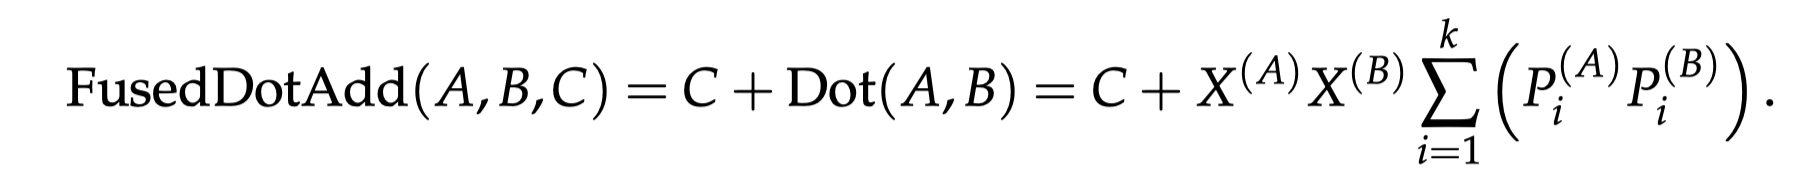 FusedDotAdd(A, B, C) = C + Dot(A, B) = C + X^{(A)} X^{(B)} \sum_{i=1}^{k} \left( P_i^{(A)} P_i^{(B)} \right).